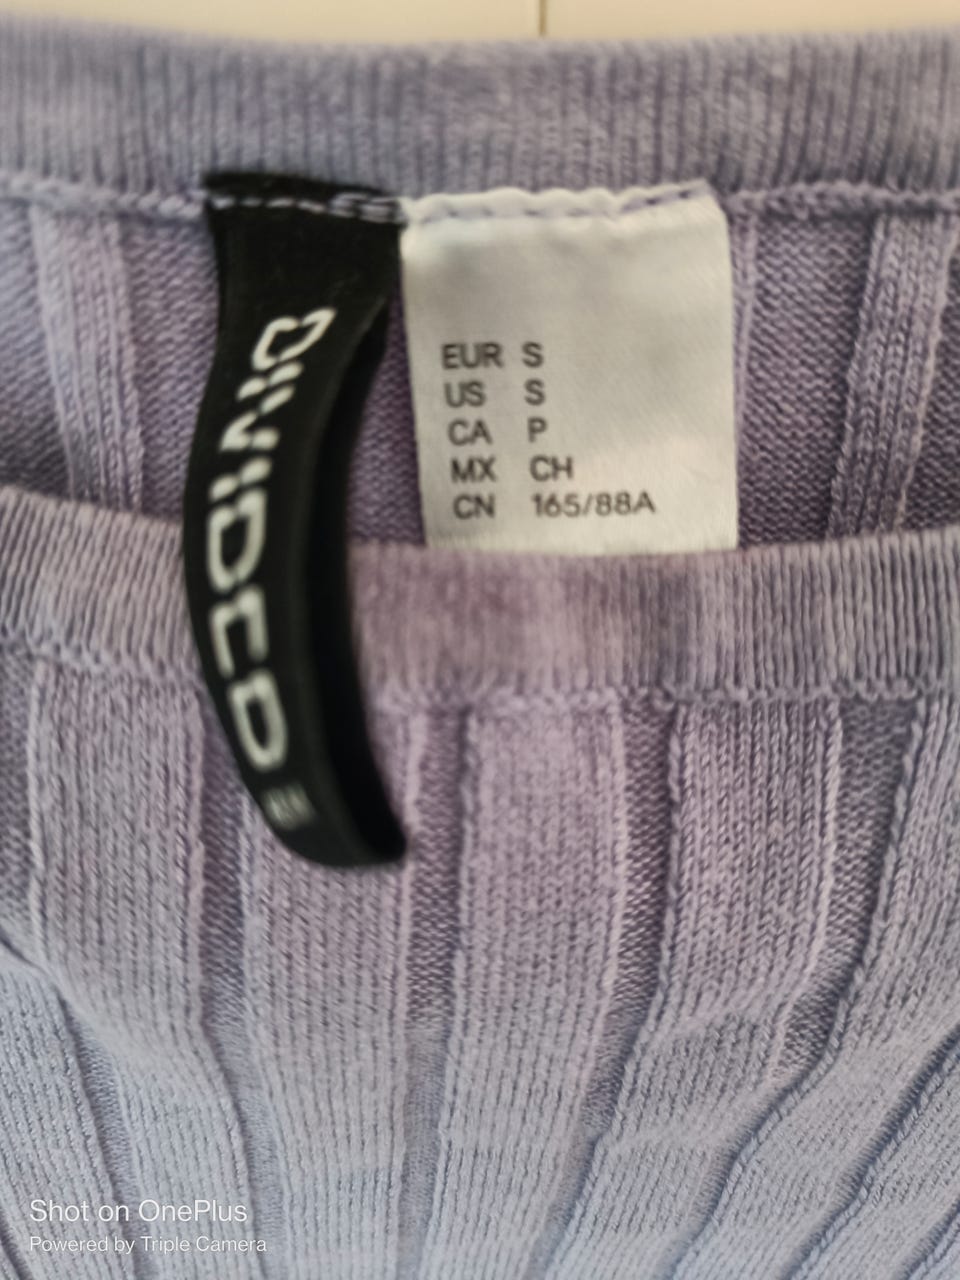 DIVIDED
EUR S
US S
CA P
MX CH
CN 165/88A
Shot on OnePlus
Powered by Triple Camera